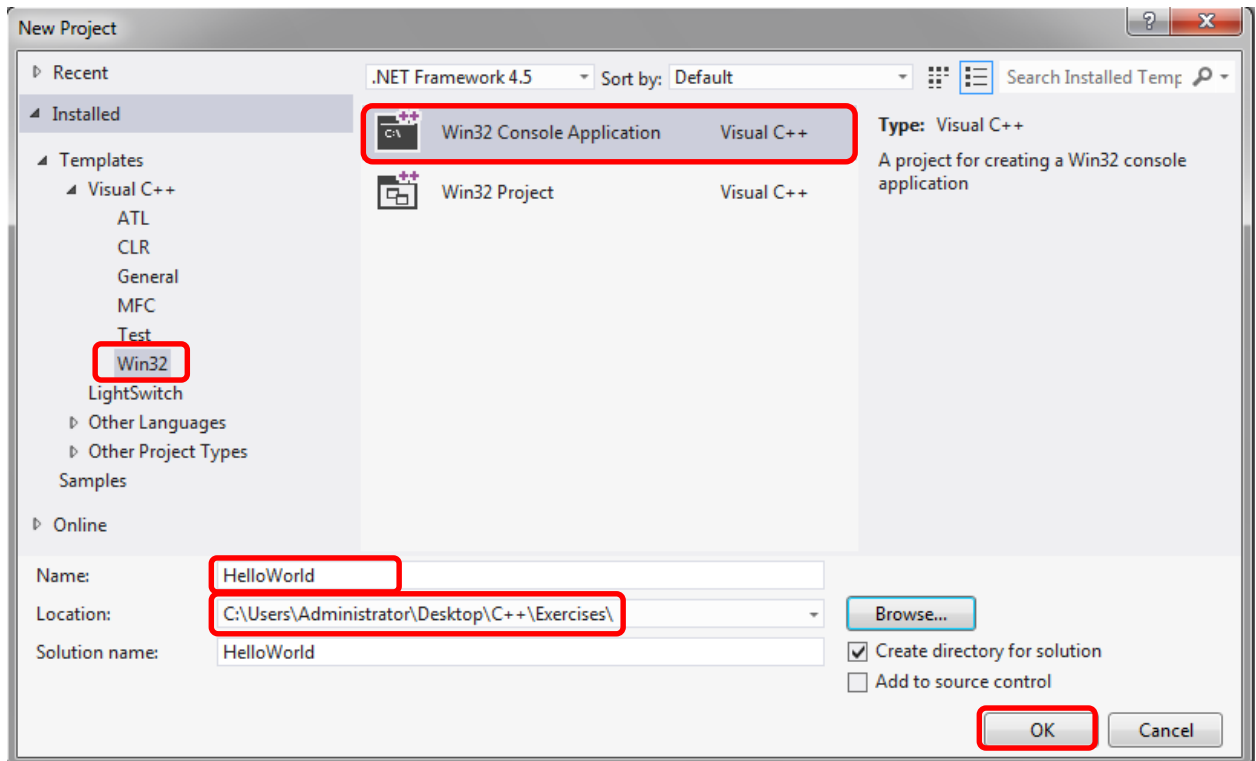 New Project
Recent
.NET Framework 4.5 Sort by: Default
Search Installed Temp
Installed
Templates
Visual C++
ATL
CLR
General
MFC
Test
Win32
LightSwitch
Other Languages
Other Project Types
Samples
Online
C:\
Win32 Console Application Visual C++
Win32 Project Visual C++
Type: Visual C++
A project for creating a Win32 console
application
Name: HelloWorld
Location: C:\Users\Administrator\Desktop\C++\Exercises\
Browse...
Solution name: HelloWorld
Create directory for solution
Add to source control
OK Cancel